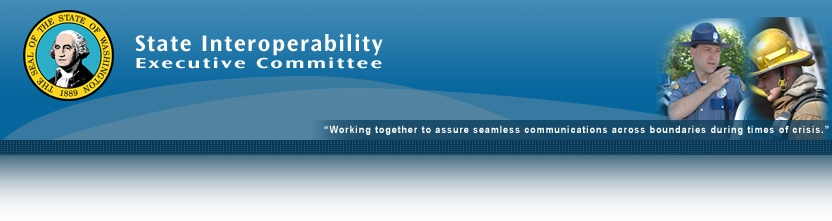 THE SEAL OF THE STATE OF WASHINGTON
1889
State Interoperability
Executive Committee
"Working together to assure seamless communications across boundaries during times of crisis."